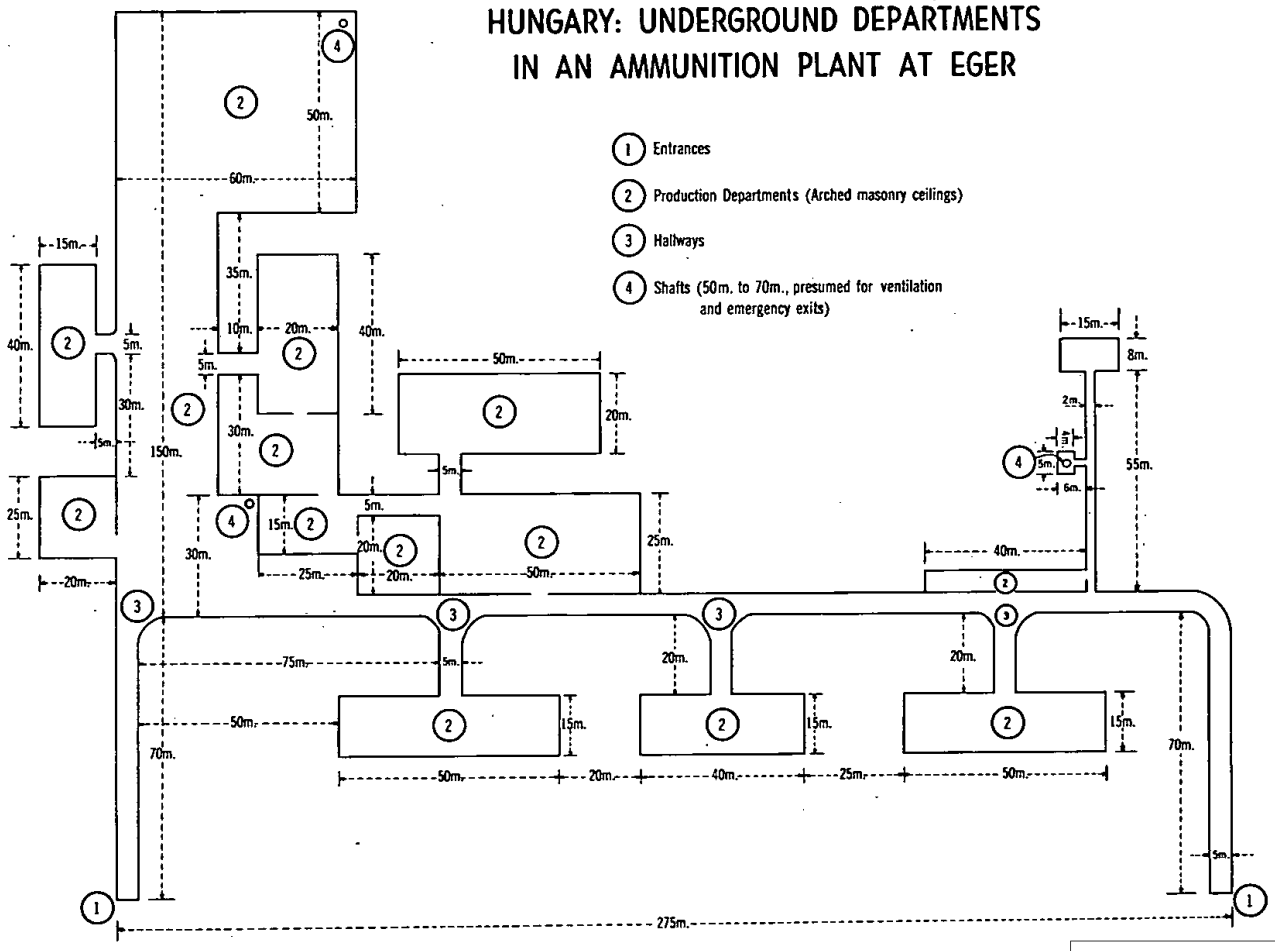 HUNGARY: UNDERGROUND DEPARTMENTS
IN AN AMMUNITION PLANT AT EGER
1 Entrances
2 Production Departments (Arched masonry ceilings)
3 Hallways
4 Shafts (50m. to 70m., presumed for ventilation
and emergency exits)
4
2
50m.
60m.
15m.
35m.
40m.
2
5m.
10m.
20m.
2
40m.
5m.
30m.
2
30m.
2
5m.
150m.
50m.
2
20m.
5m.
15m.
8m.
2m.
4m.
4
5m.
6m.
55m.
25m.
2
4
15m.
2
5m.
20m.
2
2
25m.
30m.
20m.
25m.
20m.
50m.
40m.
2
3
3
3
3
75m.
5m.
20m.
20m.
50m.
2
15m.
2
15m.
2
15m.
70m.
70m.
50m.
20m.
40m.
25m.
50m.
5m.
1
275m.
1